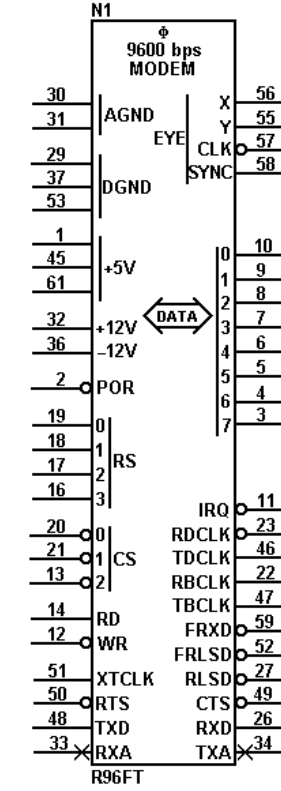 N1
Φ
9600 bps
MODEM
30
31
AGND
29
37
53
DGND
1
45
61
+5V
32 +12V
36 –12V
2 POR
19 0
18 1
17 2
16 3
RS
20 0
21 1
13 2
CS
14 RD
12 WR
51 XTCLK
50 RTS
48 TXD
33 RXA
EYE
X 56
Y 55
CLK 57
SYNC 58
DATA
0 10
1 9
2 8
3 7
4 6
5 5
6 4
7 3
IRQ 11
RDCLK 23
TDCLK 46
RBCLK 22
TBCLK 47
FRXD 59
FRLSD 52
RLSD 27
CTS 49
RXD 26
TXA 34
R96FT